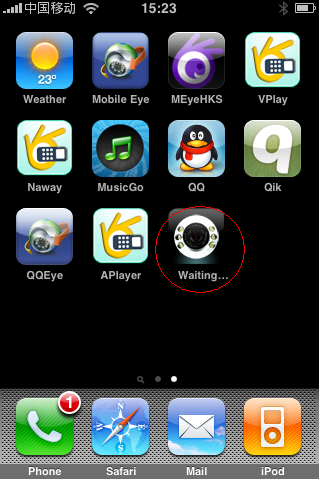 中国移动 15:23
23°
Weather Mobile Eye MEyeHKS VPlay
Naway MusicGo QQ Qik
q
QQEye APlayer Waiting...
1
Phone Safari Mail iPod